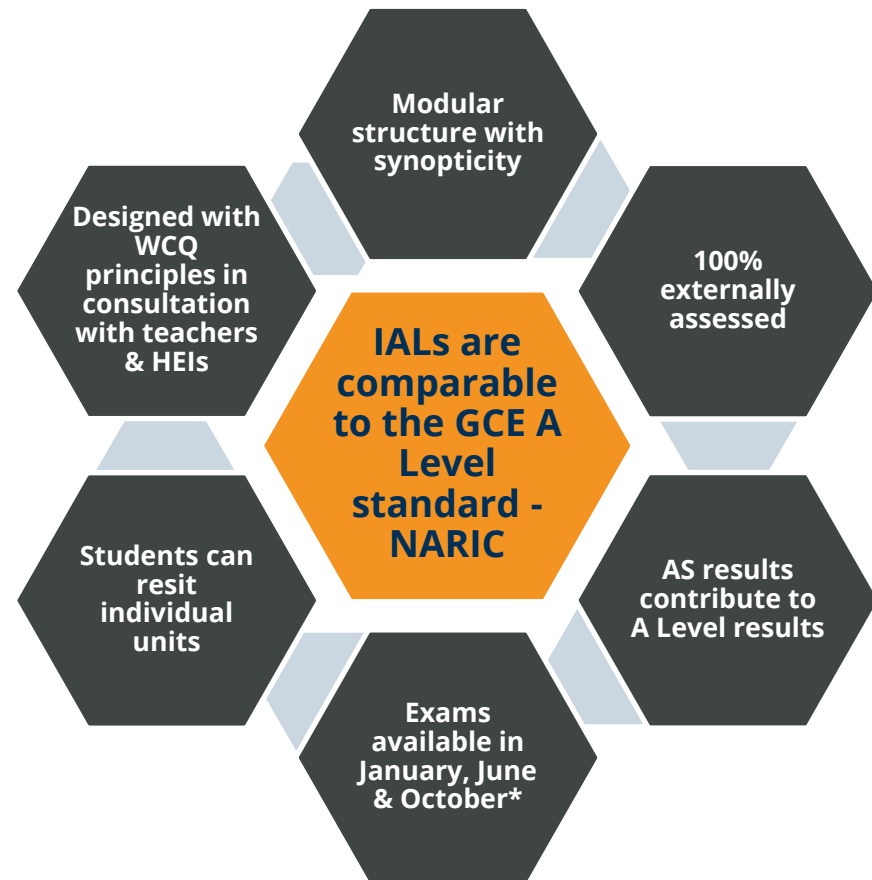 Modular
structure with
synopticity
100%
externally
assessed
AS results
contribute to
A Level results
Exams
available in
January, June
& October*
Students can
resit
individual
units
Designed with
WCQ
principles in
consultation
with teachers
& HEIs
IALs are
comparable
to the GCE A
Level
standard -
NARIC